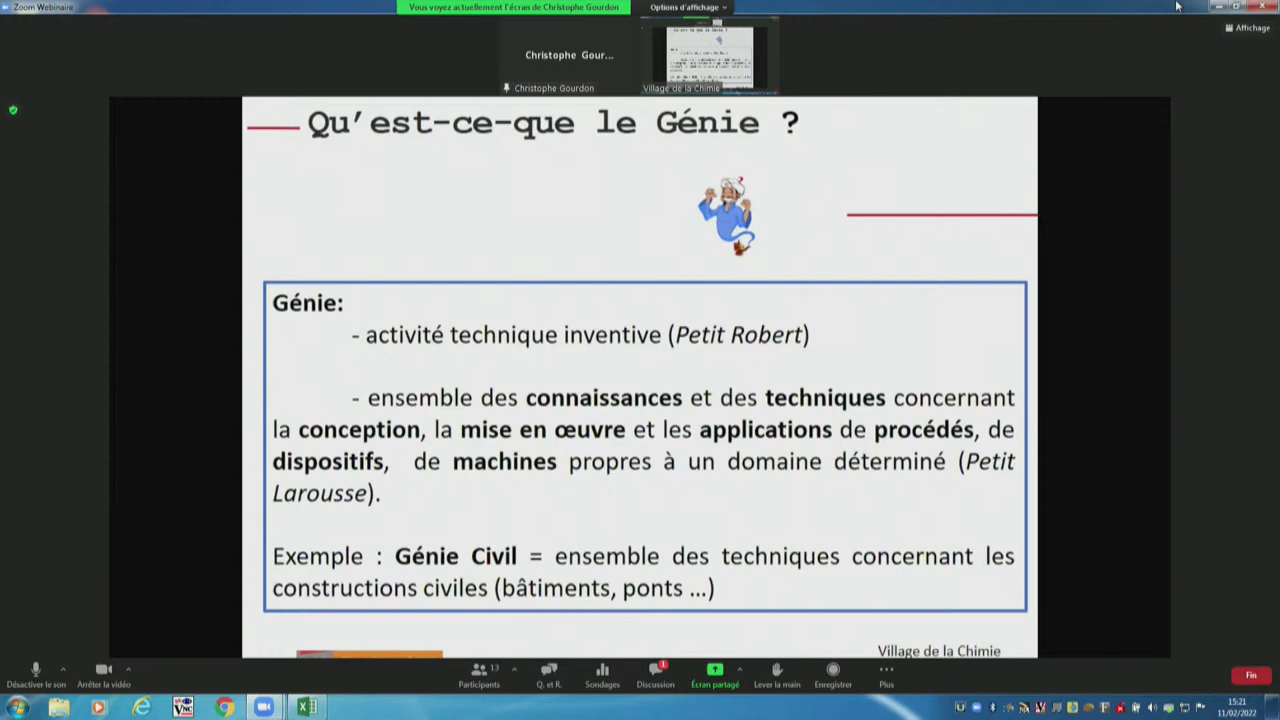 Zoom Webinaire
Vous voyez actuellement l'écran de Christophe Gourdon
Options d'affichage
Affichage
Christophe Gour...
Christophe Gourdon
Village de la Chimie
Qu'est-ce-que le Génie ?
Génie:
- activité technique inventive (Petit Robert)
- ensemble des connaissances et des techniques concernant
la conception, la mise en œuvre et les applications de procédés, de
dispositifs, de machines propres à un domaine déterminé (Petit
Larousse).
Exemple : Génie Civil = ensemble des techniques concernant les
constructions civiles (bâtiments, ponts ...)
Village de la Chimie
13
1
Désactiver le son
Arrêter la vidéo
Participants
Q. et R.
Sondages
Discussion
Écran partagé
Lever la main
Enregistrer
Plus
Fin
15:21
11/02/2022